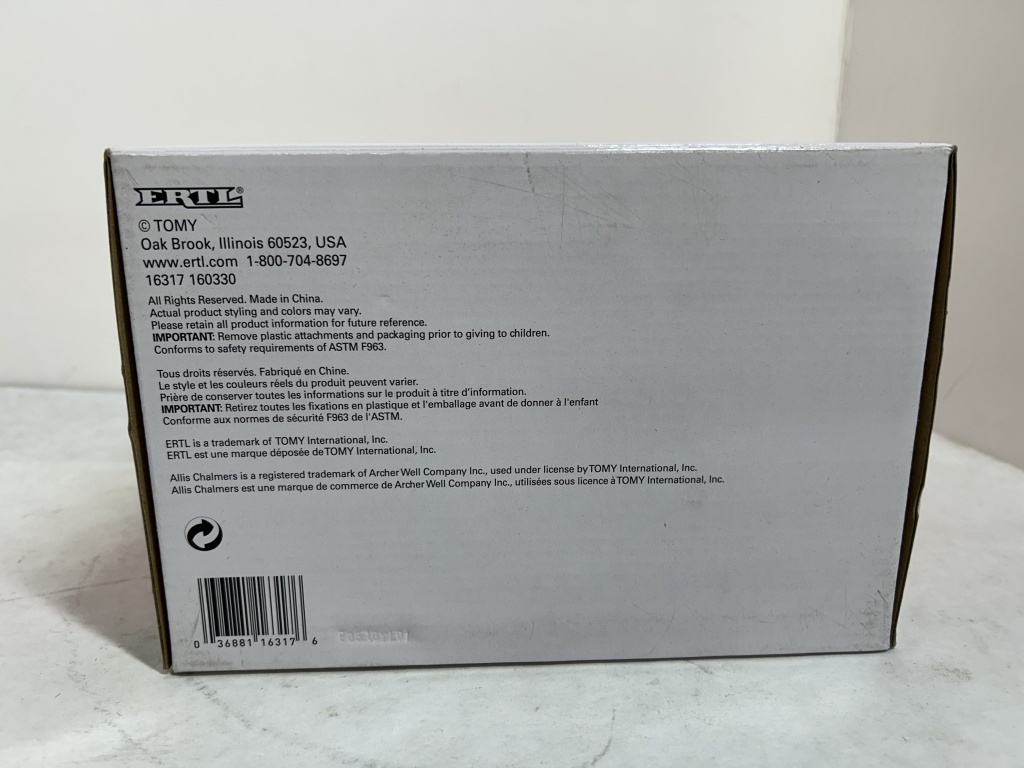 ERTL®
© TOMY
Oak Brook, Illinois 60523, USA
www.ertl.com 1-800-704-8697
16317 160330
All Rights Reserved. Made in China.
Actual product styling and colors may vary.
Please retain all product information for future reference.
IMPORTANT: Remove plastic attachments and packaging prior to giving to children.
Conforms to safety requirements of ASTM F963.
Tous droits réservés. Fabriqué en Chine.
Le style et les couleurs réels du produit peuvent varier.
Prière de conserver toutes les informations sur le produit à titre d'information.
IMPORTANT: Retirez toutes les fixations en plastique et l'emballage avant de donner à l'enfant
Conforme aux normes de sécurité F963 de l'ASTM.
ERTL is a trademark of TOMY International, Inc.
ERTL est une marque déposée de TOMY International, Inc.
Allis Chalmers is a registered trademark of Archer Well Company Inc., used under license by TOMY International, Inc.
Allis Chalmers est une marque de commerce de Archer Well Company Inc., utilisées sous licence à TOMY International, Inc.
0 36881 16317 6